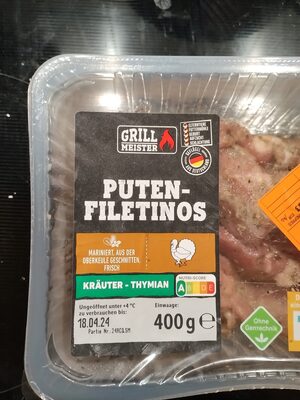 GRILL
MEISTER
PUTEN-
FILETINOS
MARINIERT, AUS DER
OBERKEULE GESCHNITTEN,
FRISCH
KRÄUTER - THYMIAN
NUTRI-SCORE
A B C D E
Ungeöffnet unter +4 °C
zu verbrauchen bis:
18.04.24
Einwaage:
400 g e
Ohne
Gentechnik